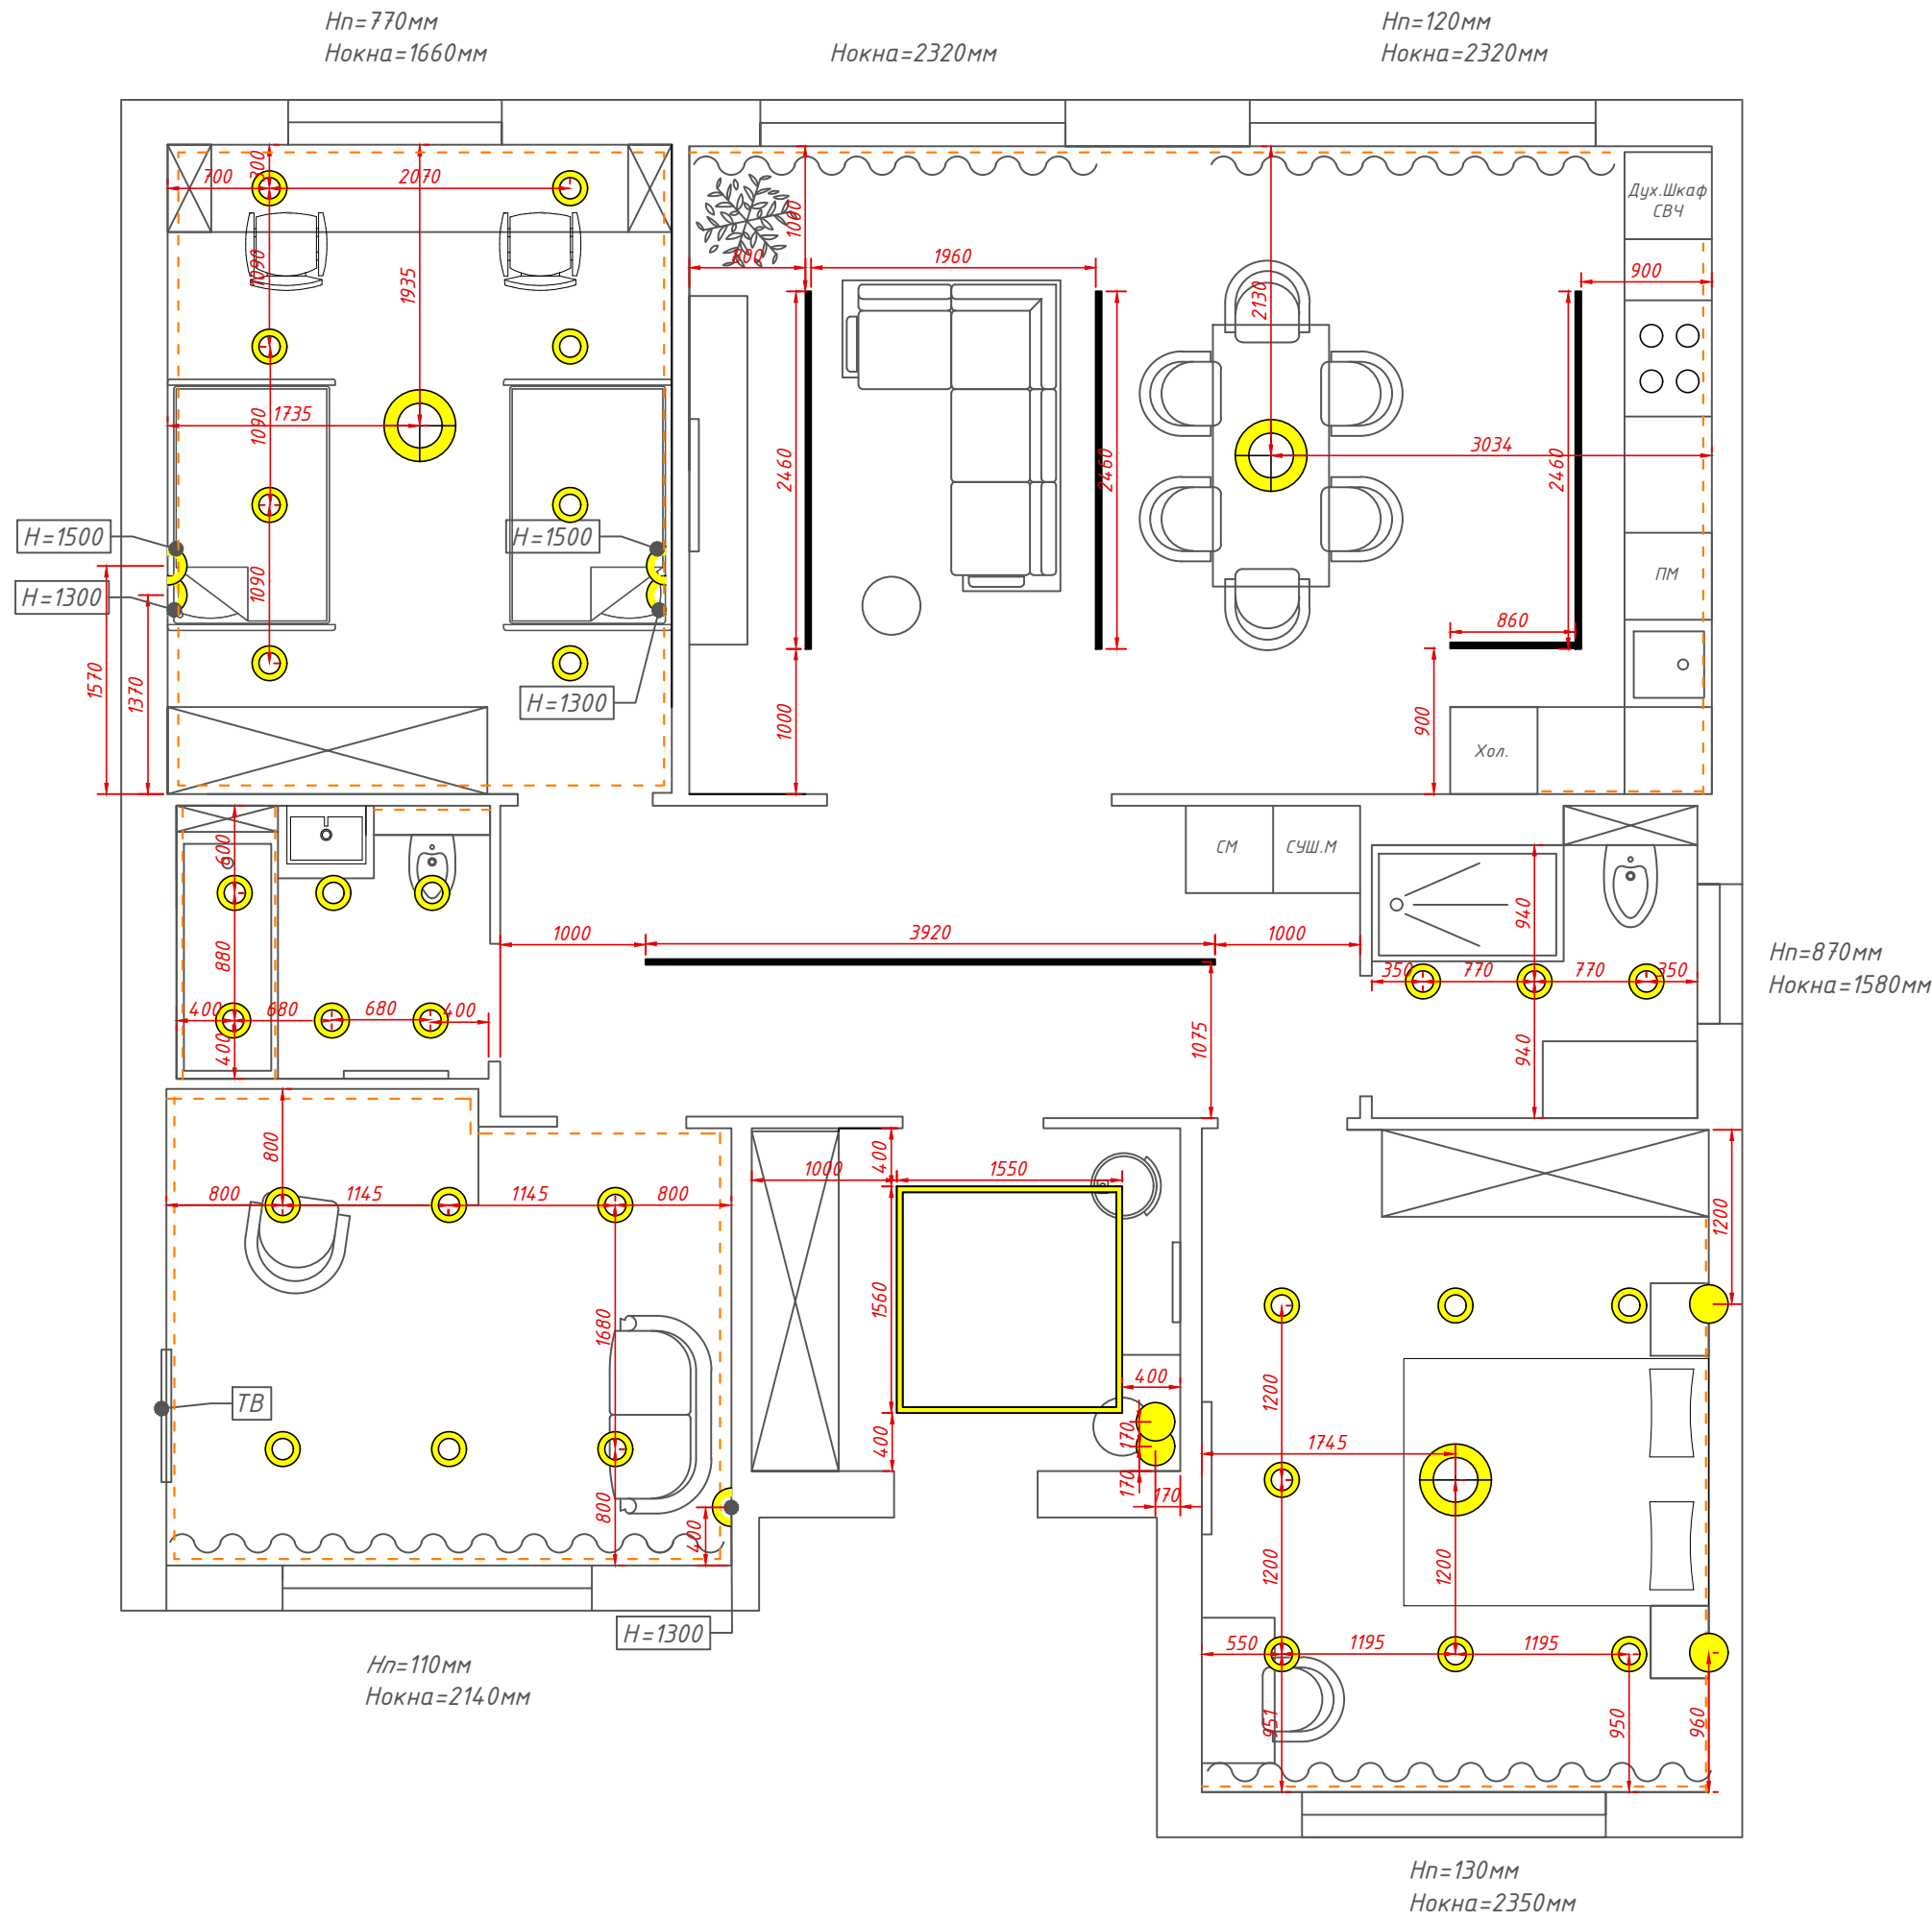 Нп=770мм
Нокна=1660мм
Нокна=2320мм
Нп=120мм
Нокна=2320мм
300
700
2070
1090
1935
1090
1735
1090
H=1500
H=1300
H=1500
H=1300
1570
1370
1000
800
1960
2460
2460
1000
2130
3034
900
2460
860
900
Дух.Шкаф
СВЧ
ПМ
Хол.
600
880
400
680
680
400
400
1000
3920
1000
1075
СМ
СУШ.М
940
350
770
770
350
940
Нп=870мм
Нокна=1580мм
800
800
1145
1145
800
1680
800
400
ТВ
H=1300
1000
400
1550
1560
400
400
170
170
170
1200
1200
1745
1200
1200
550
1195
1195
951
950
960
Нп=110мм
Нокна=2140мм
Нп=130мм
Нокна=2350мм